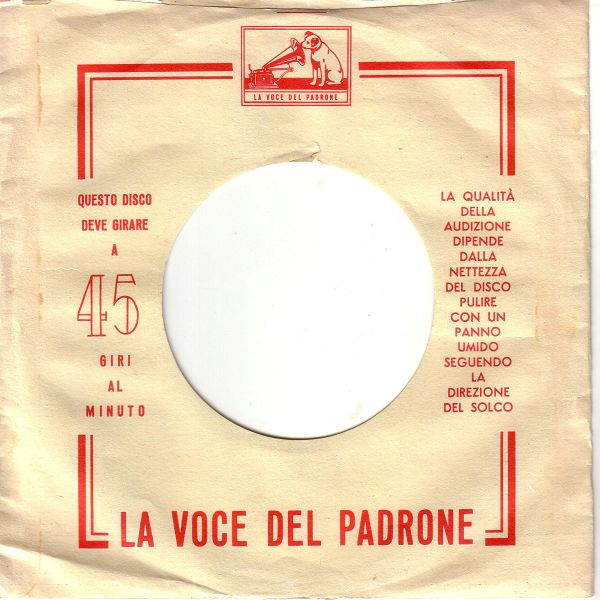 LA VOCE DEL PADRONE
QUESTO DISCO
DEVE GIRARE
A
45
GIRI
AL
MINUTO
LA QUALITÀ
DELLA
AUDIZIONE
DIPENDE
DALLA
NETTEZZA
DEL DISCO
PULIRE
CON UN
PANNO
UMIDO
SEGUENDO
LA
DIREZIONE
DEL SOLCO
LA VOCE DEL PADRONE